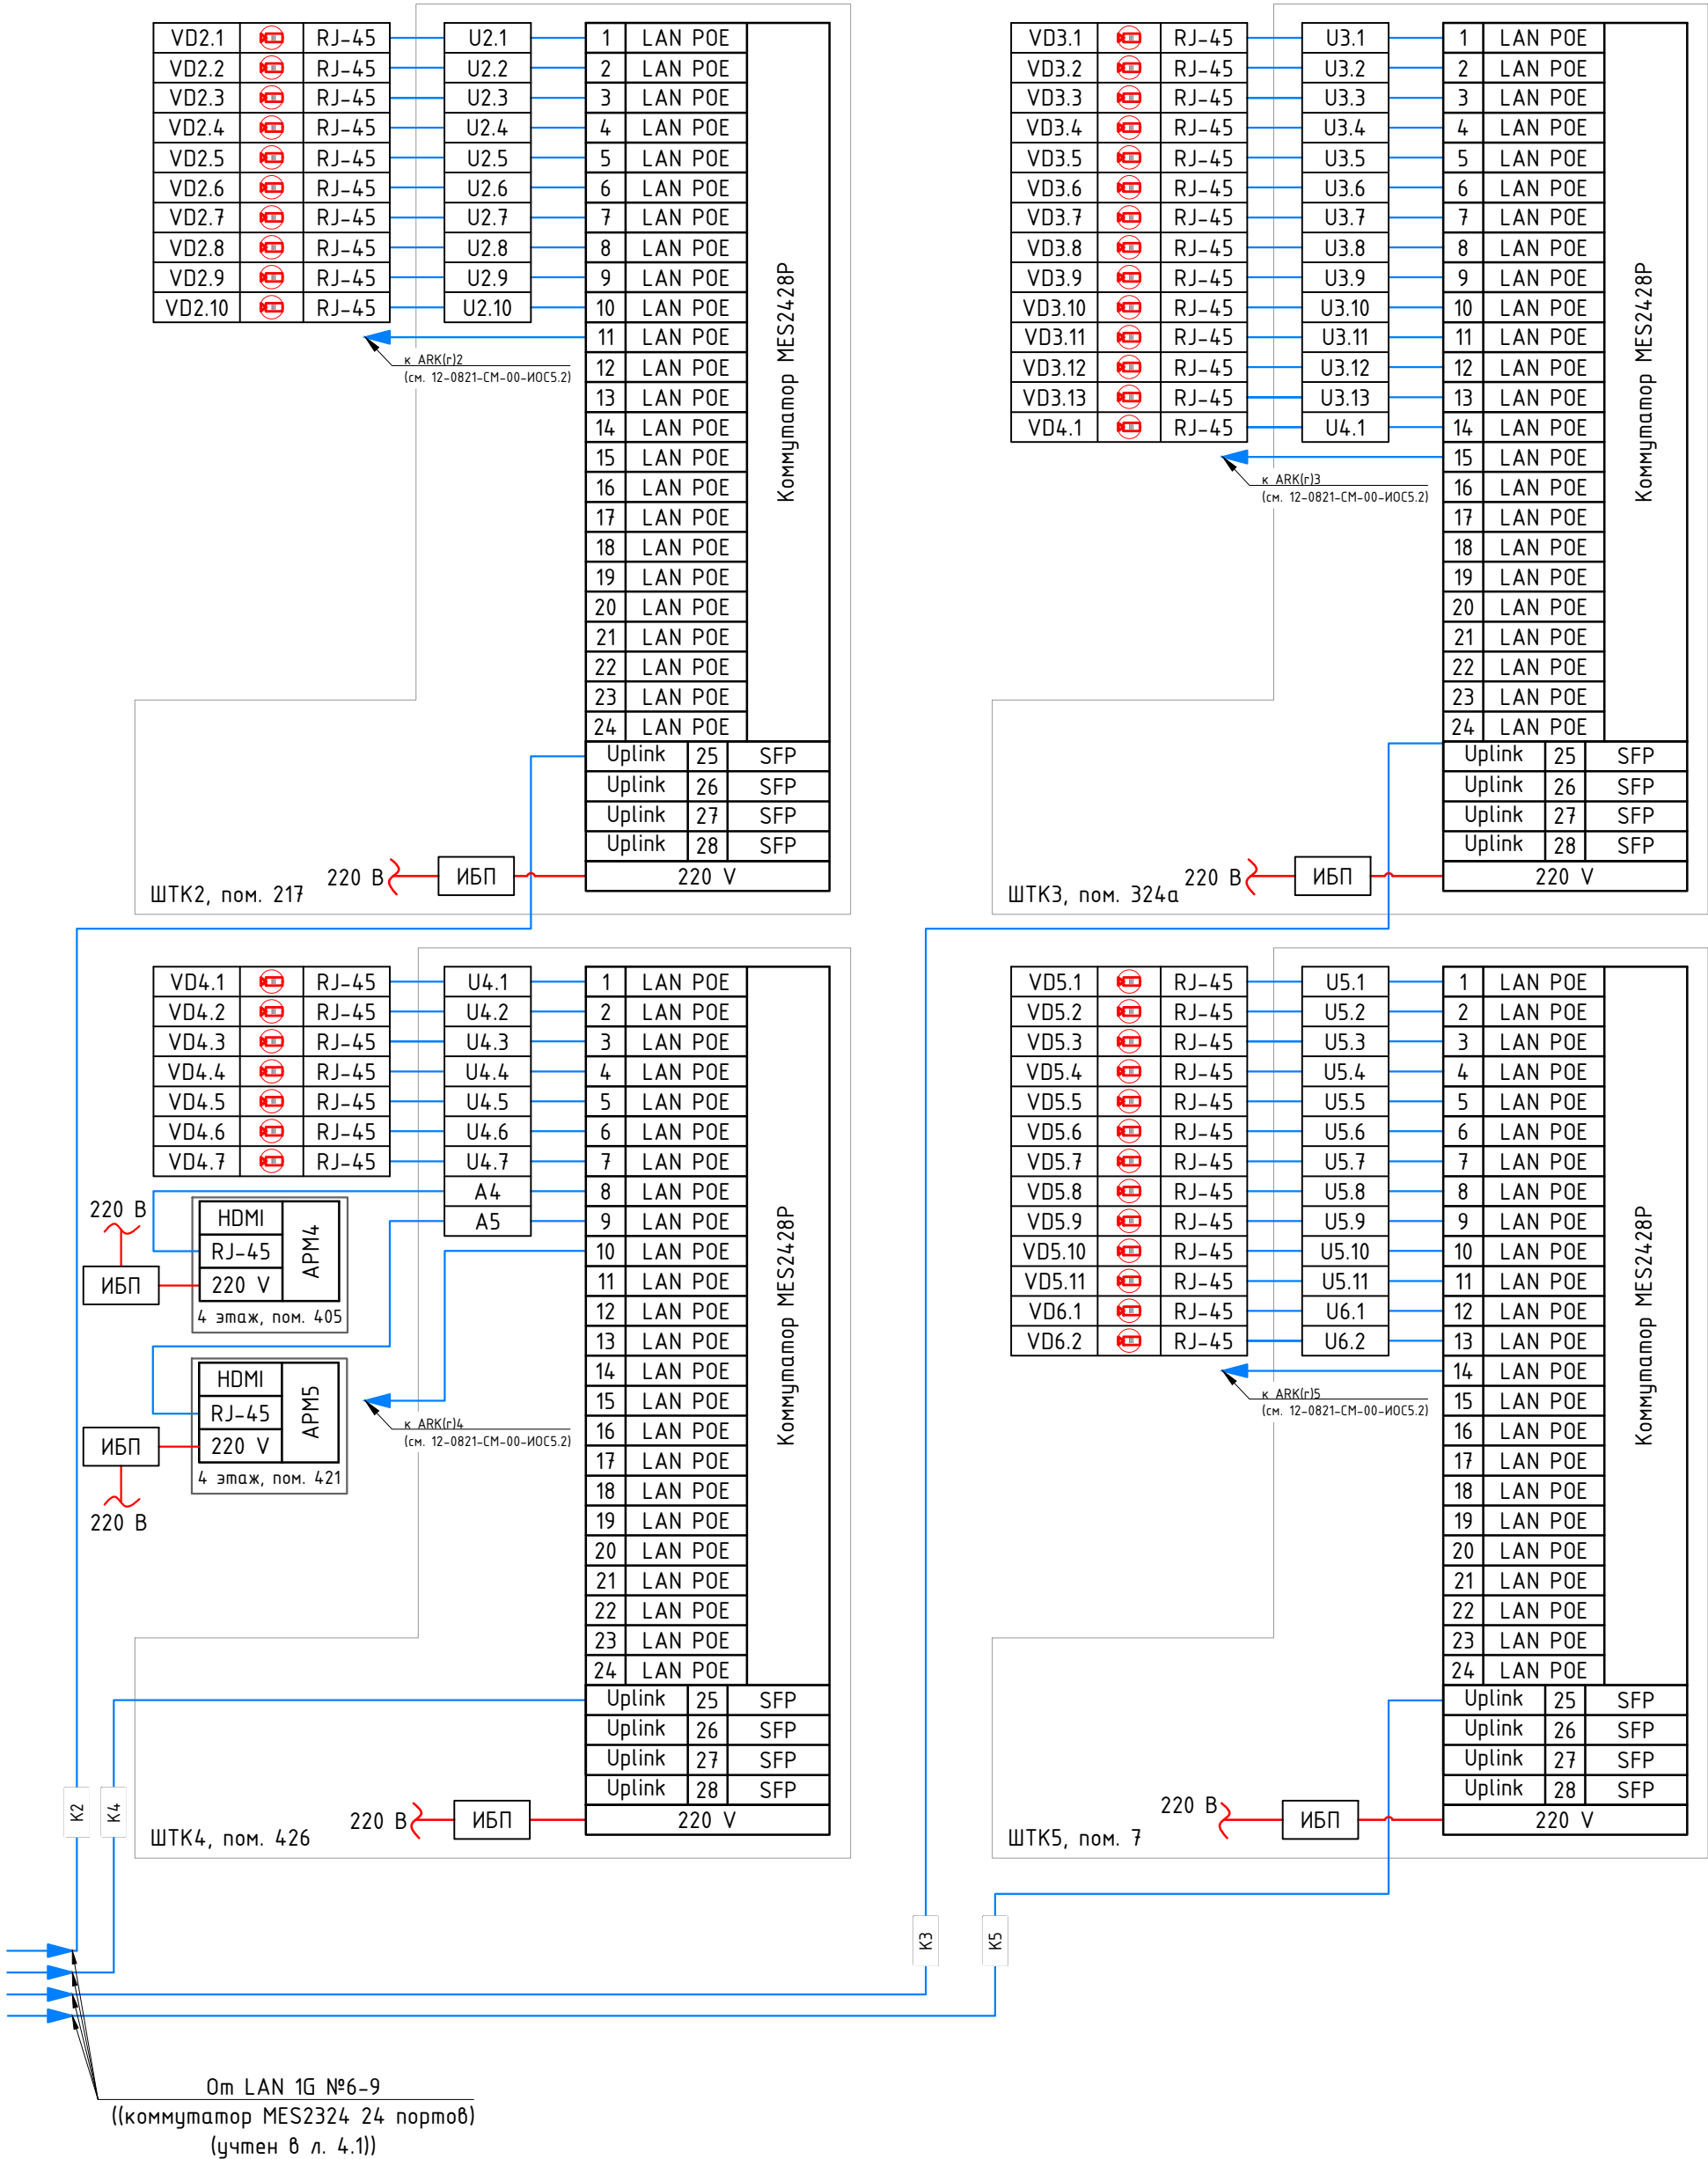 VD2.1 RJ-45 U2.1 1 LAN POE
VD2.2 RJ-45 U2.2 2 LAN POE
VD2.3 RJ-45 U2.3 3 LAN POE
VD2.4 RJ-45 U2.4 4 LAN POE
VD2.5 RJ-45 U2.5 5 LAN POE
VD2.6 RJ-45 U2.6 6 LAN POE
VD2.7 RJ-45 U2.7 7 LAN POE
VD2.8 RJ-45 U2.8 8 LAN POE
VD2.9 RJ-45 U2.9 9 LAN POE
VD2.10 RJ-45 U2.10 10 LAN POE
11 LAN POE
к ARK(г)2
(см. 12-0821-СМ-00-ИОС5.2)
12 LAN POE
13 LAN POE
14 LAN POE
15 LAN POE
16 LAN POE
17 LAN POE
18 LAN POE
19 LAN POE
20 LAN POE
21 LAN POE
22 LAN POE
23 LAN POE
24 LAN POE
Коммутатор MES2428P
Uplink 25 SFP
Uplink 26 SFP
Uplink 27 SFP
Uplink 28 SFP
220 В ИБП 220 V
ШТК2, пом. 217
VD3.1 RJ-45 U3.1 1 LAN POE
VD3.2 RJ-45 U3.2 2 LAN POE
VD3.3 RJ-45 U3.3 3 LAN POE
VD3.4 RJ-45 U3.4 4 LAN POE
VD3.5 RJ-45 U3.5 5 LAN POE
VD3.6 RJ-45 U3.6 6 LAN POE
VD3.7 RJ-45 U3.7 7 LAN POE
VD3.8 RJ-45 U3.8 8 LAN POE
VD3.9 RJ-45 U3.9 9 LAN POE
VD3.10 RJ-45 U3.10 10 LAN POE
VD3.11 RJ-45 U3.11 11 LAN POE
VD3.12 RJ-45 U3.12 12 LAN POE
VD3.13 RJ-45 U3.13 13 LAN POE
VD4.1 RJ-45 U4.1 14 LAN POE
15 LAN POE
к ARK(г)3
(см. 12-0821-СМ-00-ИОС5.2)
16 LAN POE
17 LAN POE
18 LAN POE
19 LAN POE
20 LAN POE
21 LAN POE
22 LAN POE
23 LAN POE
24 LAN POE
Коммутатор MES2428P
Uplink 25 SFP
Uplink 26 SFP
Uplink 27 SFP
Uplink 28 SFP
220 В ИБП 220 V
ШТК3, пом. 324а
VD4.1 RJ-45 U4.1 1 LAN POE
VD4.2 RJ-45 U4.2 2 LAN POE
VD4.3 RJ-45 U4.3 3 LAN POE
VD4.4 RJ-45 U4.4 4 LAN POE
VD4.5 RJ-45 U4.5 5 LAN POE
VD4.6 RJ-45 U4.6 6 LAN POE
VD4.7 RJ-45 U4.7 7 LAN POE
A4 8 LAN POE
A5 9 LAN POE
10 LAN POE
11 LAN POE
12 LAN POE
13 LAN POE
14 LAN POE
15 LAN POE
16 LAN POE
17 LAN POE
18 LAN POE
19 LAN POE
20 LAN POE
21 LAN POE
22 LAN POE
23 LAN POE
24 LAN POE
Коммутатор MES2428P
220 В
HDMI
RJ-45
220 V
АРМ4
ИБП
4 этаж, пом. 405
HDMI
RJ-45
220 V
АРМ5
ИБП
4 этаж, пом. 421
220 В
к ARK(г)4
(см. 12-0821-СМ-00-ИОС5.2)
Uplink 25 SFP
Uplink 26 SFP
Uplink 27 SFP
Uplink 28 SFP
220 В ИБП 220 V
ШТК4, пом. 426
VD5.1 RJ-45 U5.1 1 LAN POE
VD5.2 RJ-45 U5.2 2 LAN POE
VD5.3 RJ-45 U5.3 3 LAN POE
VD5.4 RJ-45 U5.4 4 LAN POE
VD5.5 RJ-45 U5.5 5 LAN POE
VD5.6 RJ-45 U5.6 6 LAN POE
VD5.7 RJ-45 U5.7 7 LAN POE
VD5.8 RJ-45 U5.8 8 LAN POE
VD5.9 RJ-45 U5.9 9 LAN POE
VD5.10 RJ-45 U5.10 10 LAN POE
VD5.11 RJ-45 U5.11 11 LAN POE
VD6.1 RJ-45 U6.1 12 LAN POE
VD6.2 RJ-45 U6.2 13 LAN POE
14 LAN POE
к ARK(г)5
(см. 12-0821-СМ-00-ИОС5.2)
15 LAN POE
16 LAN POE
17 LAN POE
18 LAN POE
19 LAN POE
20 LAN POE
21 LAN POE
22 LAN POE
23 LAN POE
24 LAN POE
Коммутатор MES2428P
Uplink 25 SFP
Uplink 26 SFP
Uplink 27 SFP
Uplink 28 SFP
220 В ИБП 220 V
ШТК5, пом. 7
К2
К4
К3
К5
От LAN 1G №6-9
((коммутатор MES2324 24 портов)
(учтен в л. 4.1))